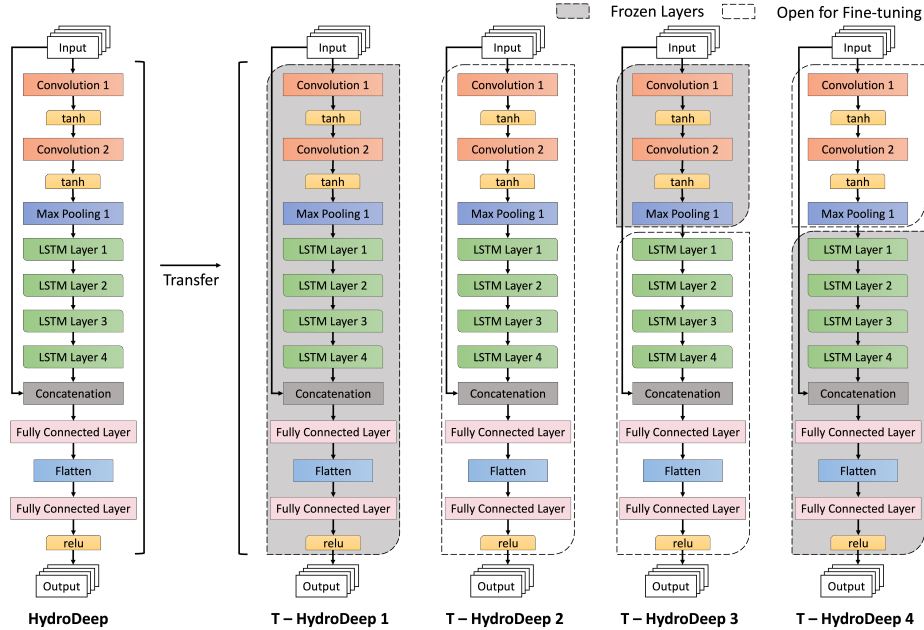 Frozen Layers
Open for Fine-tuning
Input
Convolution 1
tanh
Convolution 2
tanh
Max Pooling 1
LSTM Layer 1
LSTM Layer 2
LSTM Layer 3
LSTM Layer 4
Concatenation
Fully Connected Layer
Flatten
Fully Connected Layer
relu
Output
HydroDeep
Transfer
Input
Convolution 1
tanh
Convolution 2
tanh
Max Pooling 1
LSTM Layer 1
LSTM Layer 2
LSTM Layer 3
LSTM Layer 4
Concatenation
Fully Connected Layer
Flatten
Fully Connected Layer
relu
Output
T – HydroDeep 1
Input
Convolution 1
tanh
Convolution 2
tanh
Max Pooling 1
LSTM Layer 1
LSTM Layer 2
LSTM Layer 3
LSTM Layer 4
Concatenation
Fully Connected Layer
Flatten
Fully Connected Layer
relu
Output
T – HydroDeep 2
Input
Convolution 1
tanh
Convolution 2
tanh
Max Pooling 1
LSTM Layer 1
LSTM Layer 2
LSTM Layer 3
LSTM Layer 4
Concatenation
Fully Connected Layer
Flatten
Fully Connected Layer
relu
Output
T – HydroDeep 3
Input
Convolution 1
tanh
Convolution 2
tanh
Max Pooling 1
LSTM Layer 1
LSTM Layer 2
LSTM Layer 3
LSTM Layer 4
Concatenation
Fully Connected Layer
Flatten
Fully Connected Layer
relu
Output
T – HydroDeep 4